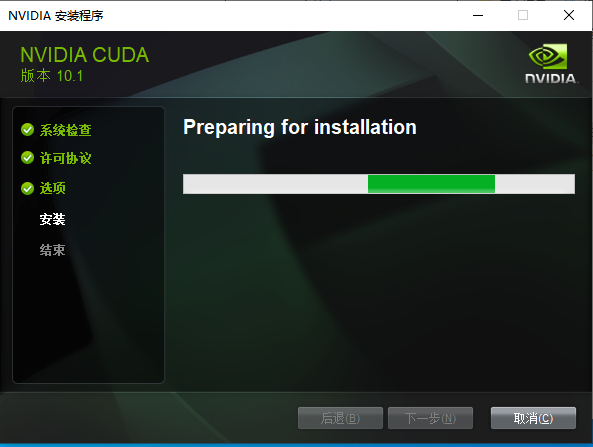 NVIDIA 安装程序
NVIDIA CUDA
版本 10.1
NVIDIA.
系统检查
许可协议
选项
安装
结束
Preparing for installation
后退(B)
下一步(N)
取消(C)